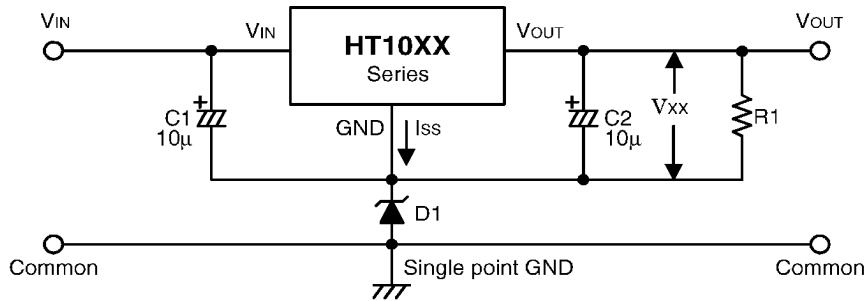 VIN
VIN
HT10XX
Series
VOUT
VOUT
+
C1
10µ
GND
ISS
+
C2
10µ
VXX
R1
D1
Common
Single point GND
Common